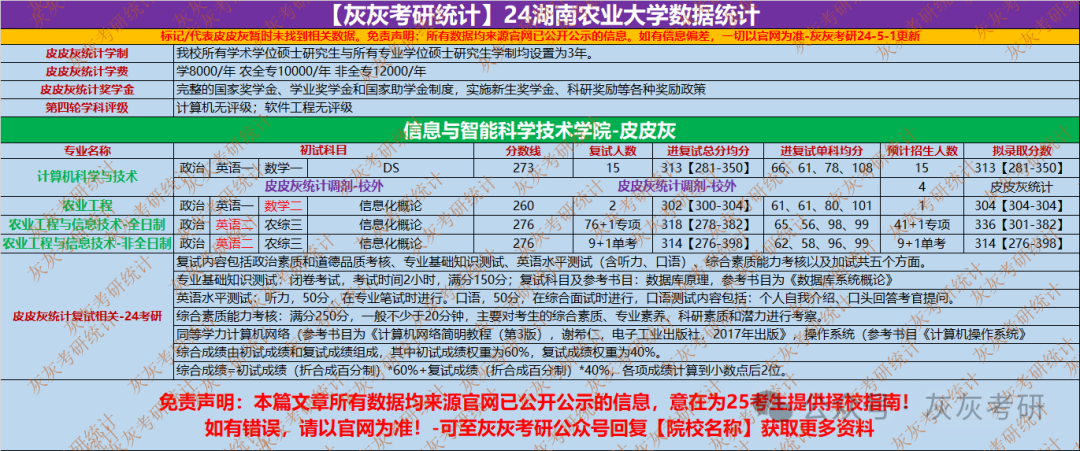 【灰灰考研统计】24湖南农业大学数据统计
标记/代表皮皮灰暂时未找到相关数据。免责声明：所有数据均来源官网已公开公示的信息。如有信息偏差，一切以官网为准-灰灰考研24-5-1更新
皮皮灰统计学制 我校所有学术学位硕士研究生与所有专业学位硕士研究生学制均设置为3年。
皮皮灰统计学费 学8000/年 农全专10000/年 非全专12000/年
皮皮灰统计奖学金 完整的国家奖学金、学业奖学金和国家助学金制度，实施新生奖学金、科研奖励等各种奖励政策
第四轮学科评级 计算机无评级；软件工程无评级
信息与智能科学技术学院-皮皮灰
专业名称 初试科目 分数线 复试人数 进复试总分均分 进复试单科均分 预计招生人数 拟录取分数
计算机科学与技术 政治 英语一 数学一 DS 273 15 313【281-350】 66、61、78、108 15 313【281-350】
皮皮灰统计调剂-校外 皮皮灰统计调剂-校外 4 皮皮灰统计
农业工程 政治 英语一 数学二 信息化概论 260 2 302【300-304】 61、61、80、101 1 304【304-304】
农业工程与信息技术-全日制 政治 英语二 农综三 信息化概论 276 76+1专项 318【278-382】 65、56、98、99 41+1专项 336【301-382】
农业工程与信息技术-非全日制 政治 英语二 农综三 信息化概论 276 9+1单考 314【276-398】 62、58、96、99 9+1单考 314【276-398】
皮皮灰统计复试相关-24考研
复试内容包括政治素质和道德品质考核、专业基础知识测试、英语水平测试（含听力、口语）、综合素质能力考核以及加试共五个方面。
专业基础知识测试：闭卷考试，考试时间2小时，满分150分；复试科目及参考书目：数据库原理，参考书目为《数据库系统概论》
英语水平测试：听力，50分，在专业笔试时进行。口语，50分，在综合面试时进行，口语测试内容包括：个人自我介绍、口头回答考官提问。
综合素质能力考核：满分250分，一般不少于20分钟，主要对考生的综合素质、专业素养、科研素质和潜力进行考察。
同等学力计算机网络（参考书目为《计算机网络简明教程（第3版），谢希仁，电子工业出版社，2017年出版》，操作系统（参考书目《计算机操作系统》
综合成绩由初试成绩和复试成绩组成，其中初试成绩权重为60%，复试成绩权重为40%。
综合成绩=初试成绩（折合成百分制）*60%+复试成绩（折合成百分制）*40%，各项成绩计算到小数点后2位。
免责声明：本篇文章所有数据均来源官网已公开公示的信息，意在为25考生提供择校指南！
如有错误，请以官网为准！-可至灰灰考研公众号回复【院校名称】获取更多资料
公众号 灰灰考研